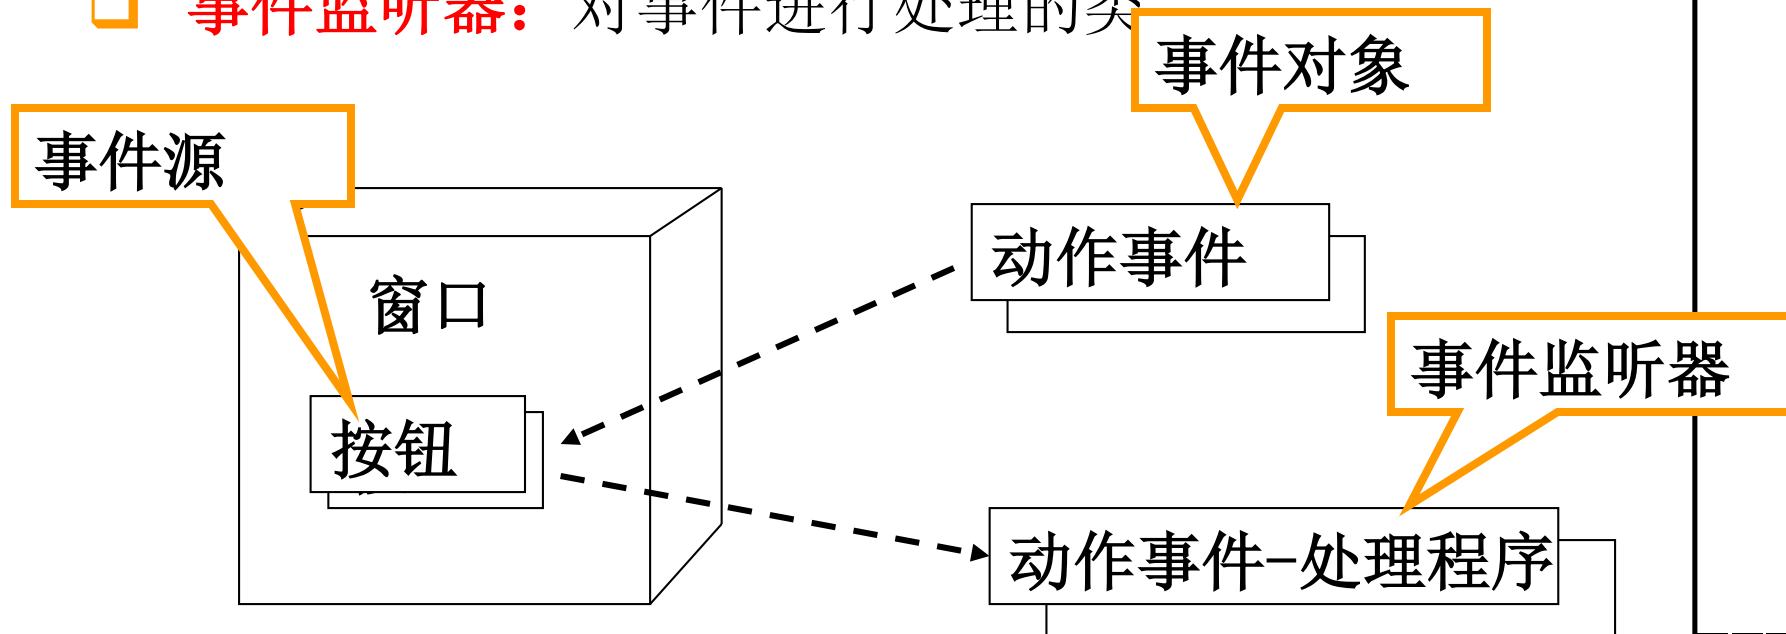 事件监听器：对事件进行处理的类
事件对象
事件源
动作事件
窗口
事件监听器
按钮
动作事件-处理程序